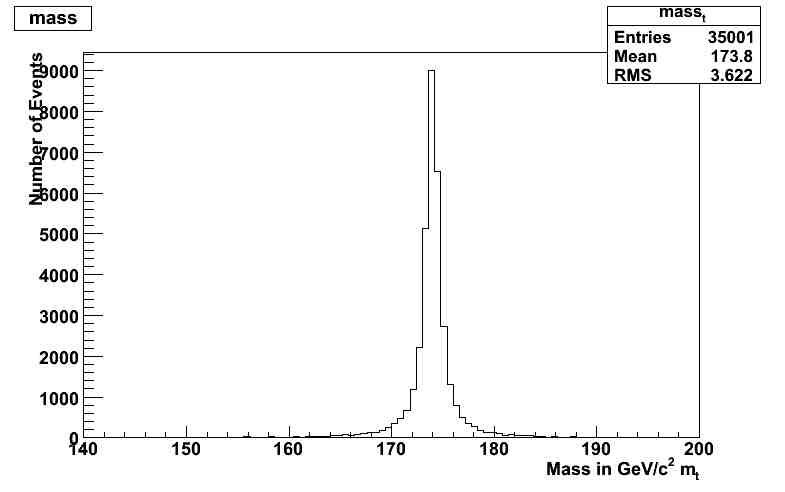 mass
mass_t
Entries 35001
Mean 173.8
RMS 3.622
Number of Events
9000
8000
7000
6000
5000
4000
3000
2000
1000
0
140 150 160 170 180 190 200
Mass in GeV/c² m_t